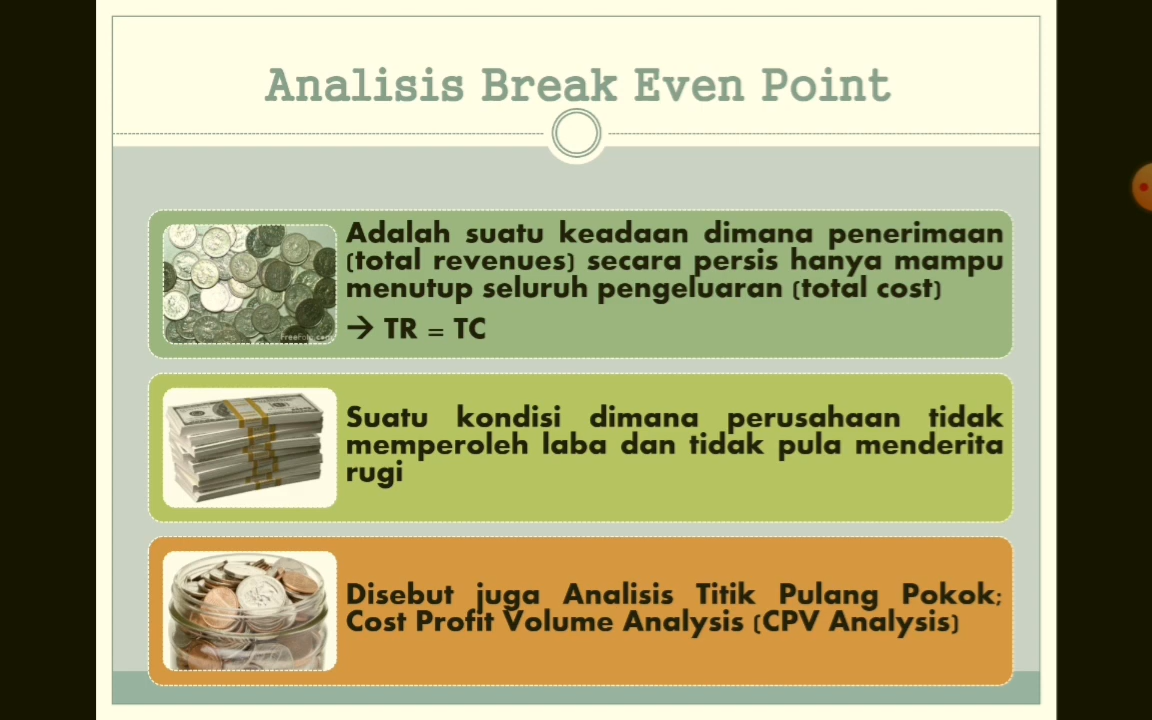 Analisis Break Even Point
Adalah suatu keadaan dimana penerimaan
(total revenues) secara persis hanya mampu
menutup seluruh pengeluaran (total cost)
→ TR = TC
Suatu kondisi dimana perusahaan tidak
memperoleh laba dan tidak pula menderita
rugi
Disebut juga Analisis Titik Pulang Pokok;
Cost Profit Volume Analysis (CPV Analysis)